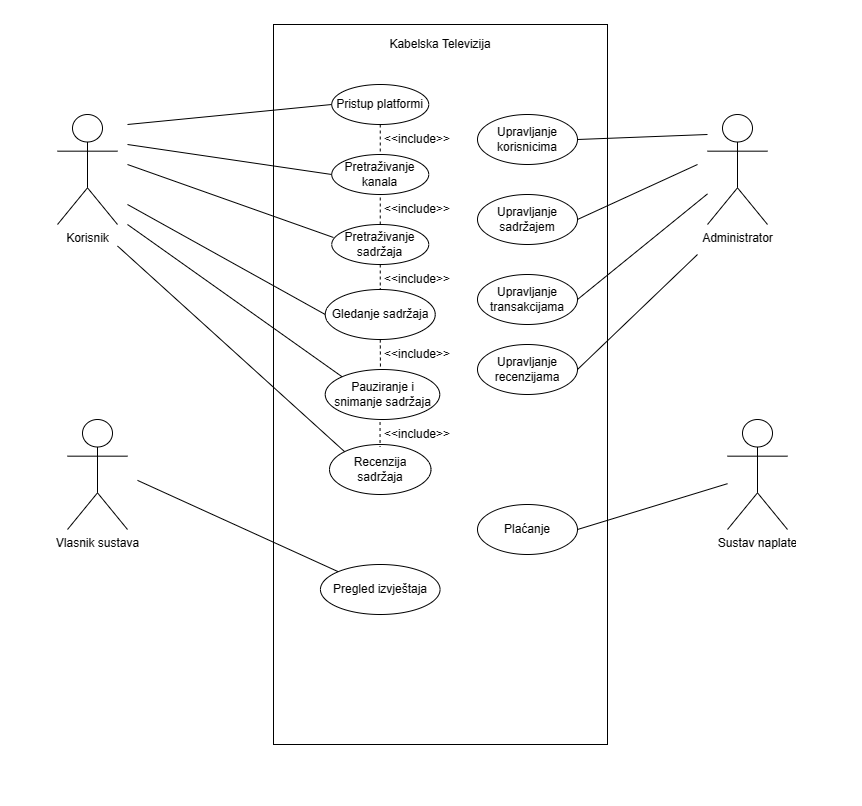 Kabelska Televizija
Pristup platformi
<<include>>
Pretraživanje
kanala
<<include>>
Pretraživanje
sadržaja
<<include>>
Gledanje sadržaja
<<include>>
Pauziranje i
snimanje sadržaja
<<include>>
Recenzija
sadržaja
Pregled izvještaja
Upravljanje
korisnicima
Upravljanje
sadržajem
Upravljanje
transakcijama
Upravljanje
recenzijama
Plaćanje
Korisnik
Vlasnik sustava
Administrator
Sustav naplate